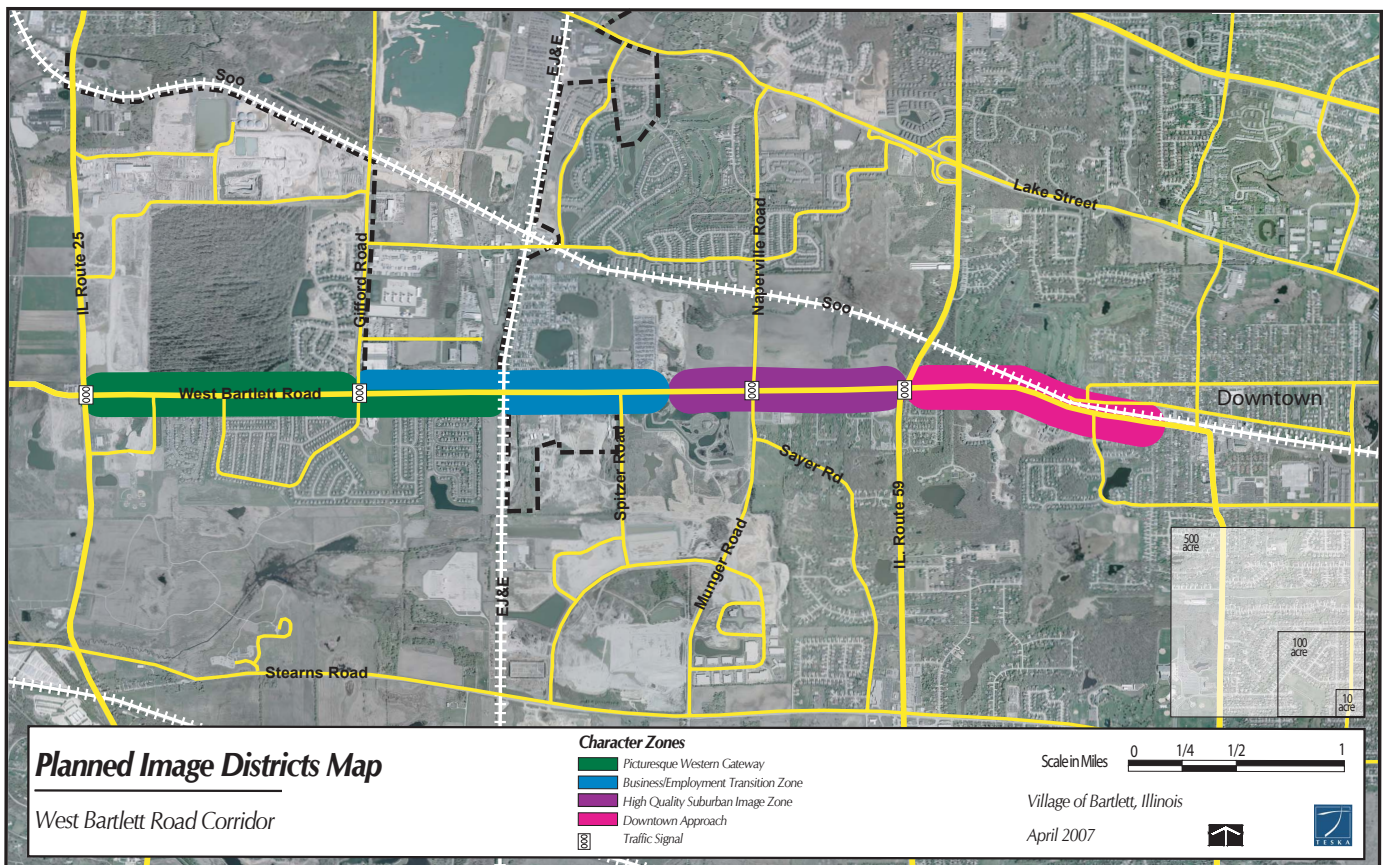 Soo
EJ&E
Lake Street
IL Route 25
Gifford Road
Naperville Road
Soo
West Bartlett Road
Downtown
Spitzer Road
Sayer Rd
IL. Route 59
Munger Road
EJ&E
Stearns Road
500
acre
100
acre
10
acre
Planned Image Districts Map
West Bartlett Road Corridor
Character Zones
Picturesque Western Gateway
Business/Employment Transition Zone
High Quality Suburban Image Zone
Downtown Approach
Traffic Signal
Scale in Miles
0 1/4 1/2 1
Village of Bartlett, Illinois
April 2007
TESKA